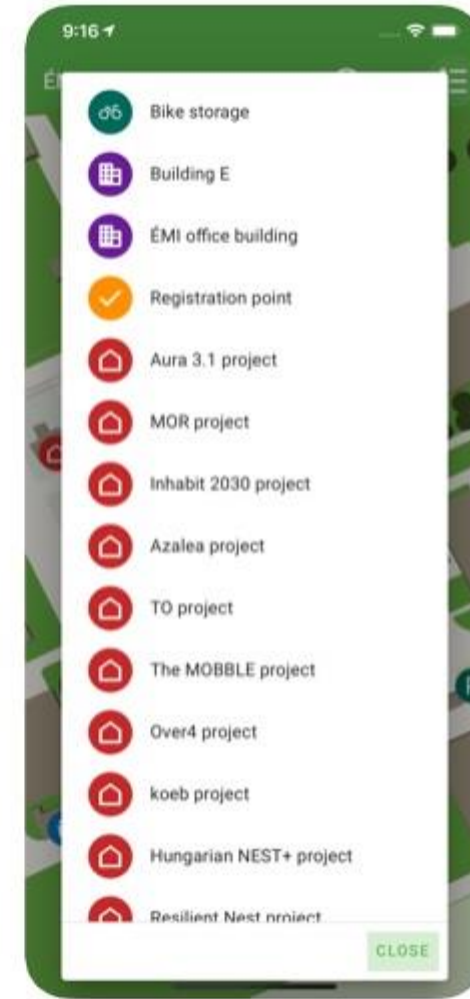 9:16
Bike storage
Building E
ÉMI office building
Registration point
Aura 3.1 project
MOR project
Inhabit 2030 project
Azalea project
TO project
The MOBBLE project
Over4 project
koeb project
Hungarian NEST+ project
Resilient Nest project
CLOSE